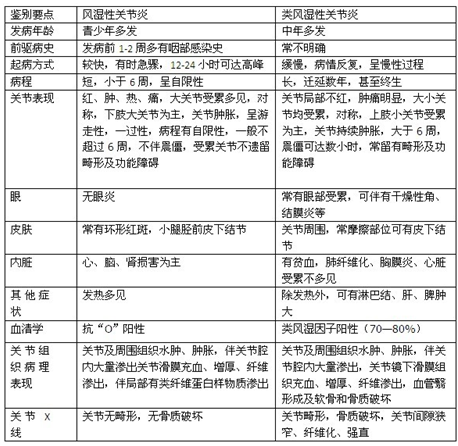 鉴别要点 风湿性关节炎 类风湿性关节炎
发病年龄 青少年多发 中年多发
前驱病史 发病前 1-2 周多有咽部感染史 常不明确
起病方式 较快，有时急骤，12-24 小时可达高峰 缓慢，病情反复，呈慢性过程
病程 短，小于 6 周，呈自限性 长，迁延数年，甚至终生
关节表现 红、肿、热、痛，大关节受累多见，对
称，下肢大关节为主，关节肿胀，呈游
走性，一过性，病程有自限性，一般不
超过 6 周，不伴震僵，受累关节不遗留
畸形及功能障碍
关节局部不红，肿痛明显，大小关
节均受累，对称，上肢小关节受累
为主，关节持续肿胀，大于 6 周，
震僵可达数小时，常留有畸形及功
能障碍
眼 无眼炎 常有眼部受累，可伴有干燥性角、
结膜炎等
皮肤 常有环形红斑，小腿胫前皮下结节 关节周围，常摩擦部位可有皮下结
节
内脏 心、脑、肾损害为主 有贫血，肺纤维化、胸膜炎、心脏
受累不多见
其他症
状
发热多见 除发热外，可有淋巴结、肝、脾肿
大
血清学 抗“O”阳性 类风湿因子阳性（70—80%）
关节组
织病理
表现
关节及周围组织水肿、肿胀，伴关节腔
内大量渗出关节滑膜充血、增厚、纤维
渗出，伴局部有类纤维蛋白样物质渗出
关节及周围水肿、肿胀，伴关节
腔内大量渗出，关节镜下滑膜组
织充血、增厚、纤维渗出，血管翳
形成及软骨和骨质破坏
关节 X
线
关节无畸形，无骨质破坏 关节畸形，骨质破坏，关节间隙狭
窄、纤维化、强直